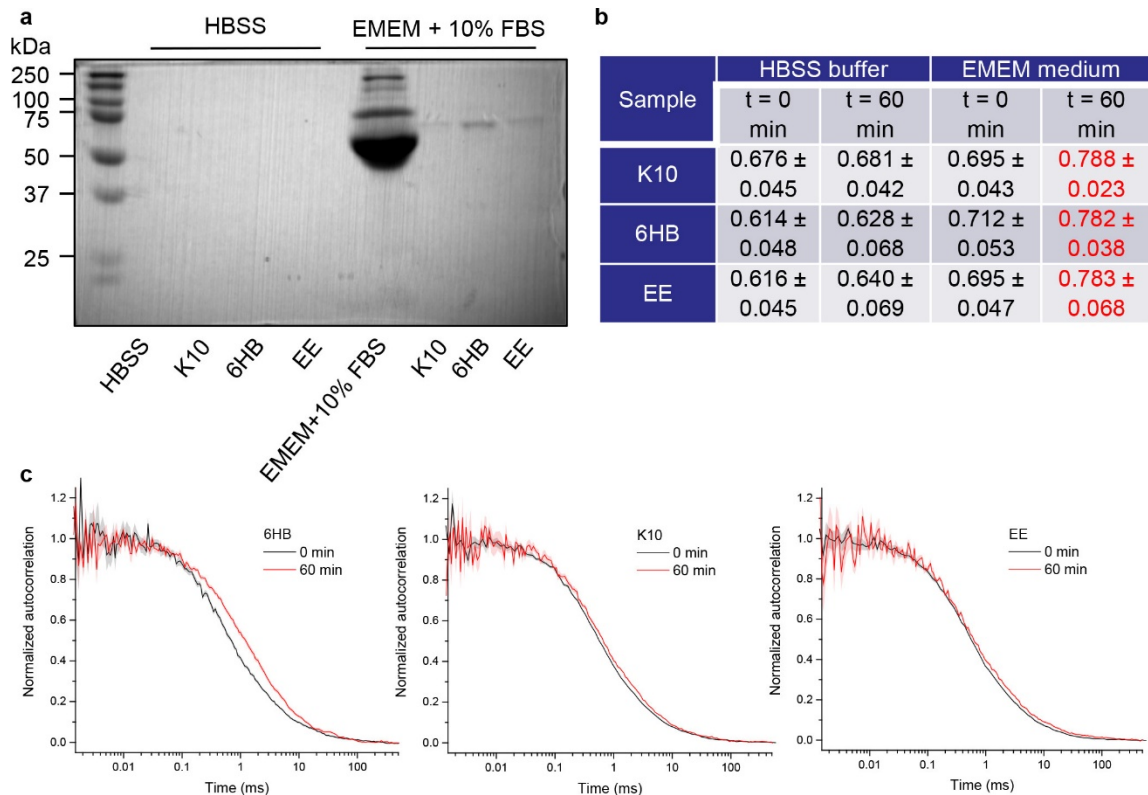 a
HBSS
EMEM + 10% FBS
kDa
250
100
75
50
37
25
HBSS
K10
6HB
EE
EMEM+10% FBS
K10
6HB
EE
b
Sample
HBSS buffer
EMEM medium
t = 0 min
t = 60 min
t = 0 min
t = 60 min
K10
0.676 ± 0.045
0.681 ± 0.042
0.695 ± 0.043
0.788 ± 0.023
6HB
0.614 ± 0.048
0.628 ± 0.068
0.712 ± 0.053
0.782 ± 0.038
EE
0.616 ± 0.045
0.640 ± 0.069
0.695 ± 0.047
0.783 ± 0.068
c
Normalized autocorrelation
1.2
1.0
0.8
0.6
0.4
0.2
0.0
6HB
0 min
60 min
0.01
0.1
1
10
100
Time (ms)
Normalized autocorrelation
1.2
1.0
0.8
0.6
0.4
0.2
0.0
K10
0 min
60 min
0.01
0.1
1
10
100
Time (ms)
Normalized autocorrelation
1.2
1.0
0.8
0.6
0.4
0.2
0.0
EE
0 min
60 min
0.01
0.1
1
10
100
Time (ms)